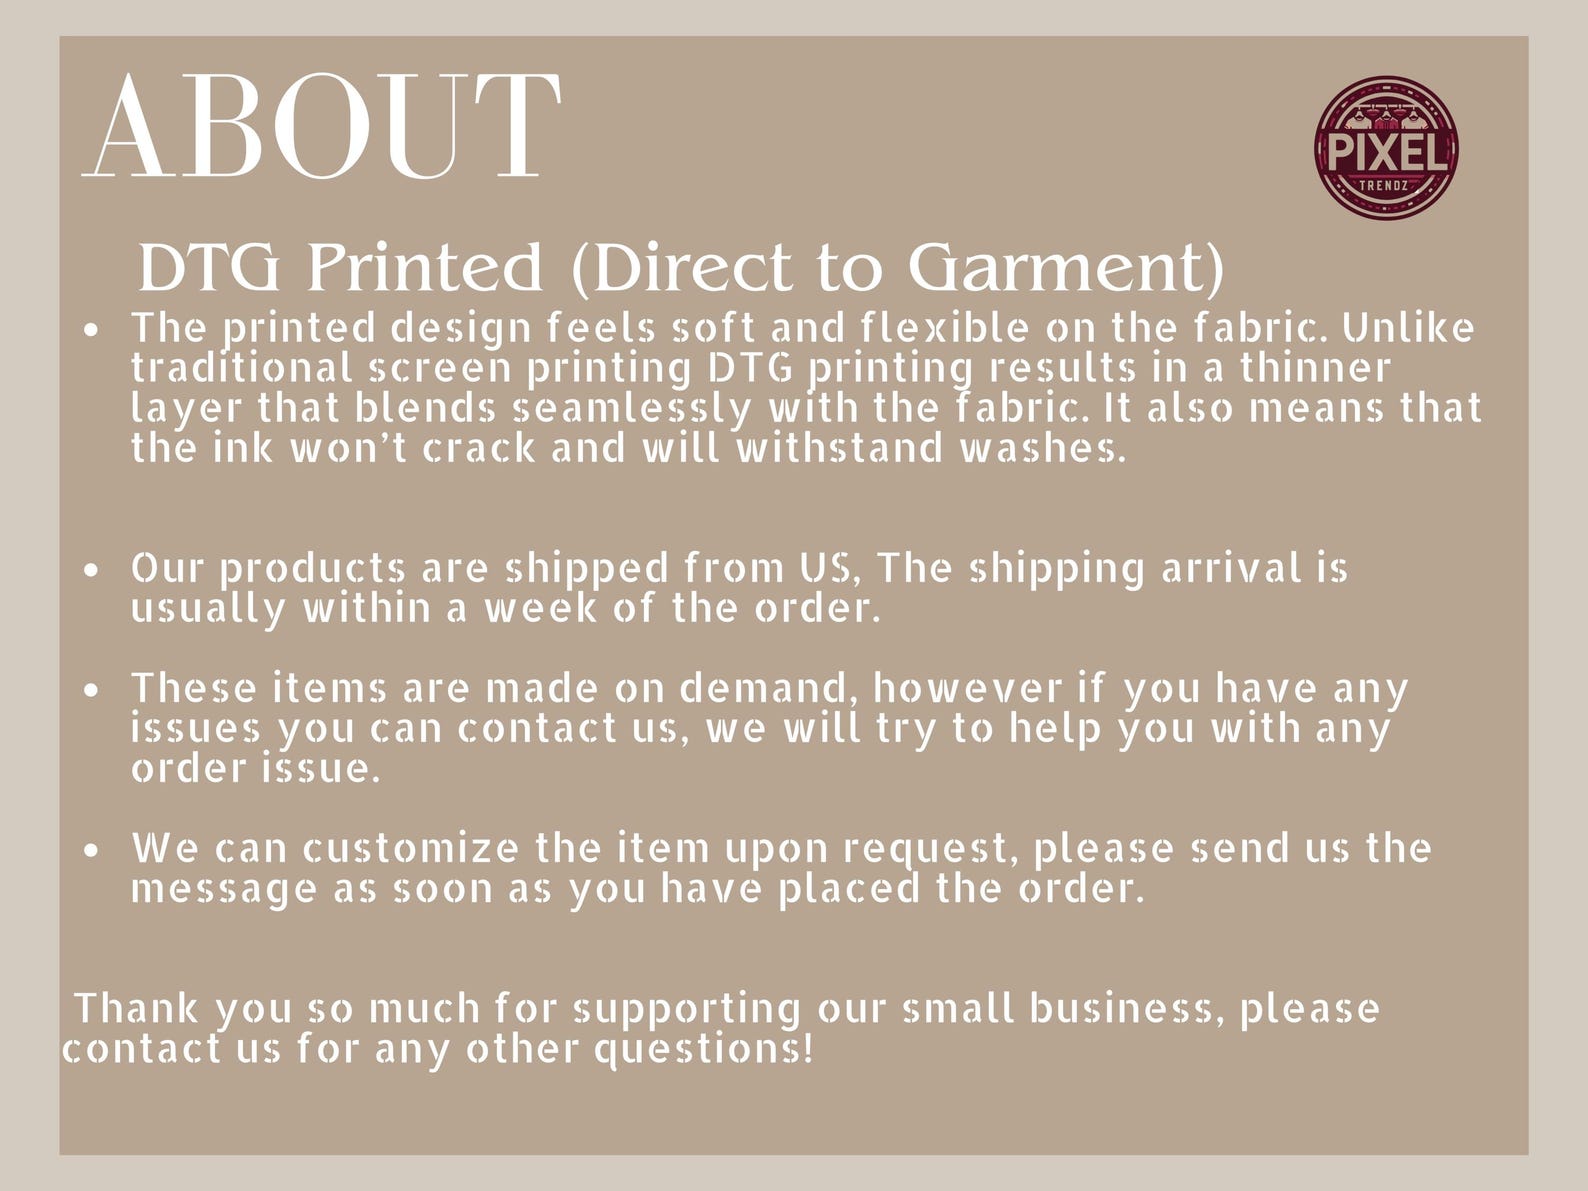 ABOUT
PIXEL
TRENDZ
DTG Printed (Direct to Garment)
• The printed design feels soft and flexible on the fabric. Unlike
traditional screen printing DTG printing results in a thinner
layer that blends seamlessly with the fabric. It also means that
the ink won’t crack and will withstand washes.
• Our products are shipped from US, The shipping arrival is
usually within a week of the order.
• These items are made on demand, however if you have any
issues you can contact us, we will try to help you with any
order issue.
• We can customize the item upon request, please send us the
message as soon as you have placed the order.
Thank you so much for supporting our small business, please
contact us for any other questions!